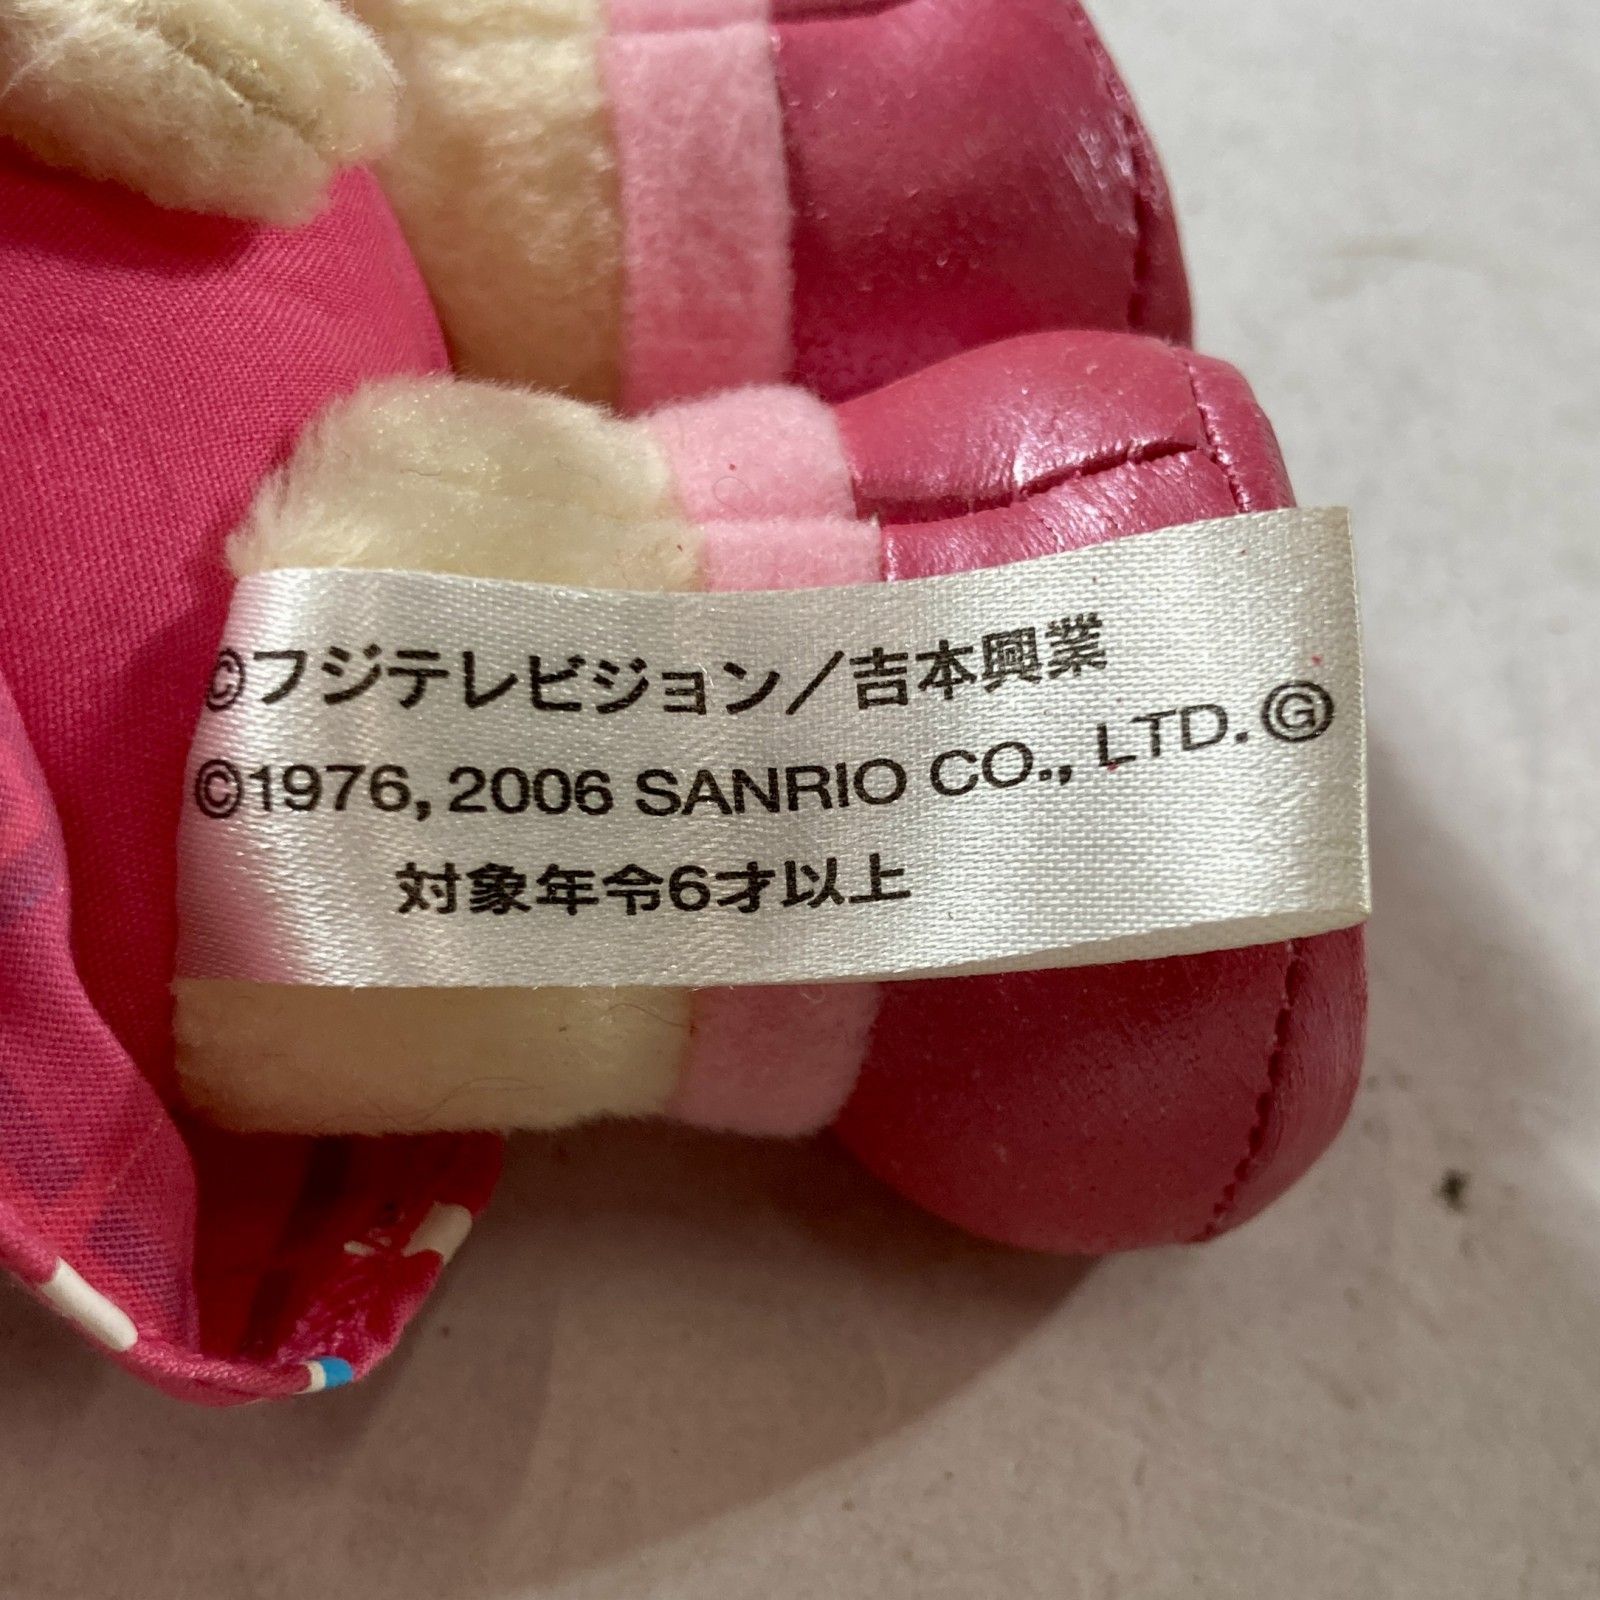 ©フジテレビジョン/吉本興業
©1976, 2006 SANRIO CO., LTD. Ⓖ
対象年令6才以上